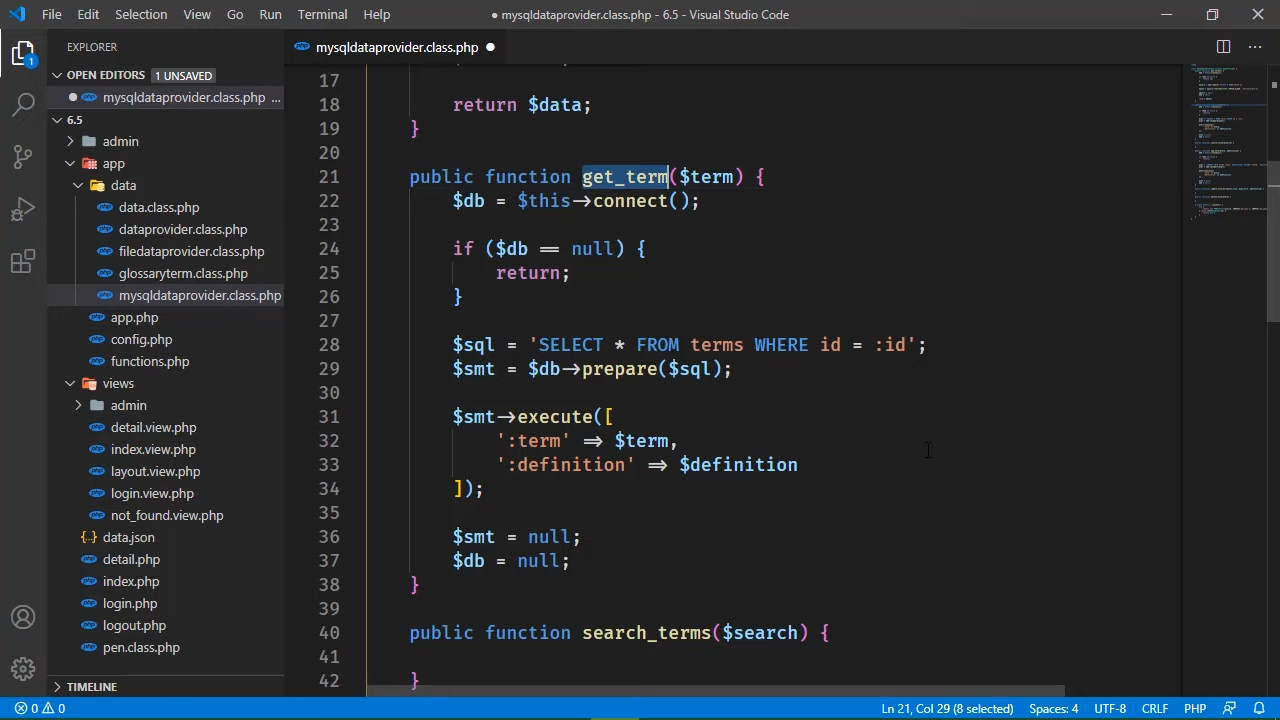 File Edit Selection View Go Run Terminal Help
● mysqldataprovider.class.php - 6.5 - Visual Studio Code
EXPLORER
OPEN EDITORS 1 UNSAVED
mysqldataprovider.class.php ...
6.5
admin
app
data
data.class.php
dataprovider.class.php
filedataprovider.class.php
glossaryterm.class.php
mysqldataprovider.class.php
app.php
config.php
functions.php
views
admin
detail.view.php
index.view.php
layout.view.php
login.view.php
not_found.view.php
data.json
detail.php
index.php
login.php
logout.php
pen.class.php
TIMELINE
1
mysqldataprovider.class.php ●
17
18 return $data;
19 }
20
21 public function get_term($term) {
22 $db = $this->connect();
23
24 if ($db == null) {
25 return;
26 }
27
28 $sql = 'SELECT * FROM terms WHERE id = :id';
29 $smt = $db->prepare($sql);
30
31 $smt->execute([
32 ':term' => $term,
33 ':definition' => $definition
34 ]);
35
36 $smt = null;
37 $db = null;
38 }
39
40 public function search_terms($search) {
41
42 }
0 0 Ln 21, Col 29 (8 selected) Spaces: 4 UTF-8 CRLF PHP